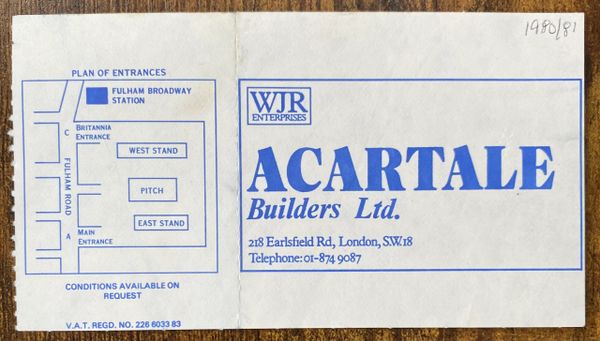 1980/81
PLAN OF ENTRANCES
FULHAM BROADWAY
STATION
C
BRITANNIA
ENTRANCE
WEST STAND
FULHAM ROAD
PITCH
EAST STAND
A
MAIN
ENTRANCE
CONDITIONS AVAILABLE ON
REQUEST
V.A.T. REGD. NO. 226 6033 83
WJR
ENTERPRISES
ACARTALE
Builders Ltd.
218 Earlsfield Rd, London, S.W.18
Telephone: 01-874 9087